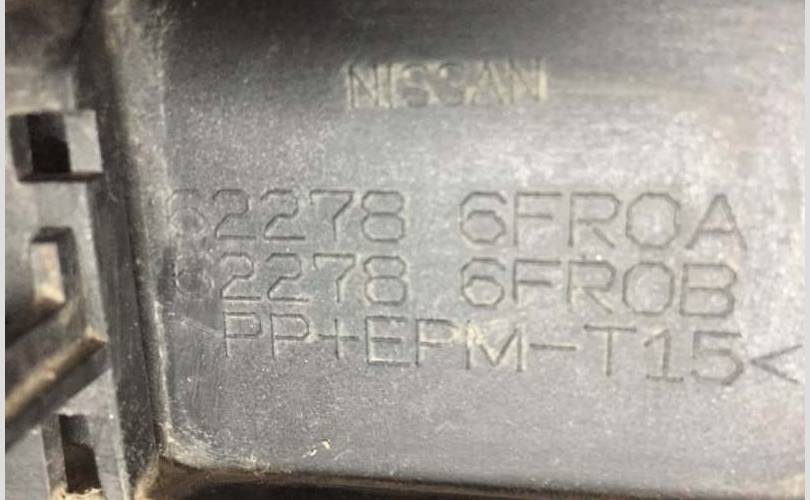 NISSAN
62278 6FR0A
62278 6FR0B
PP+EPM-T15<